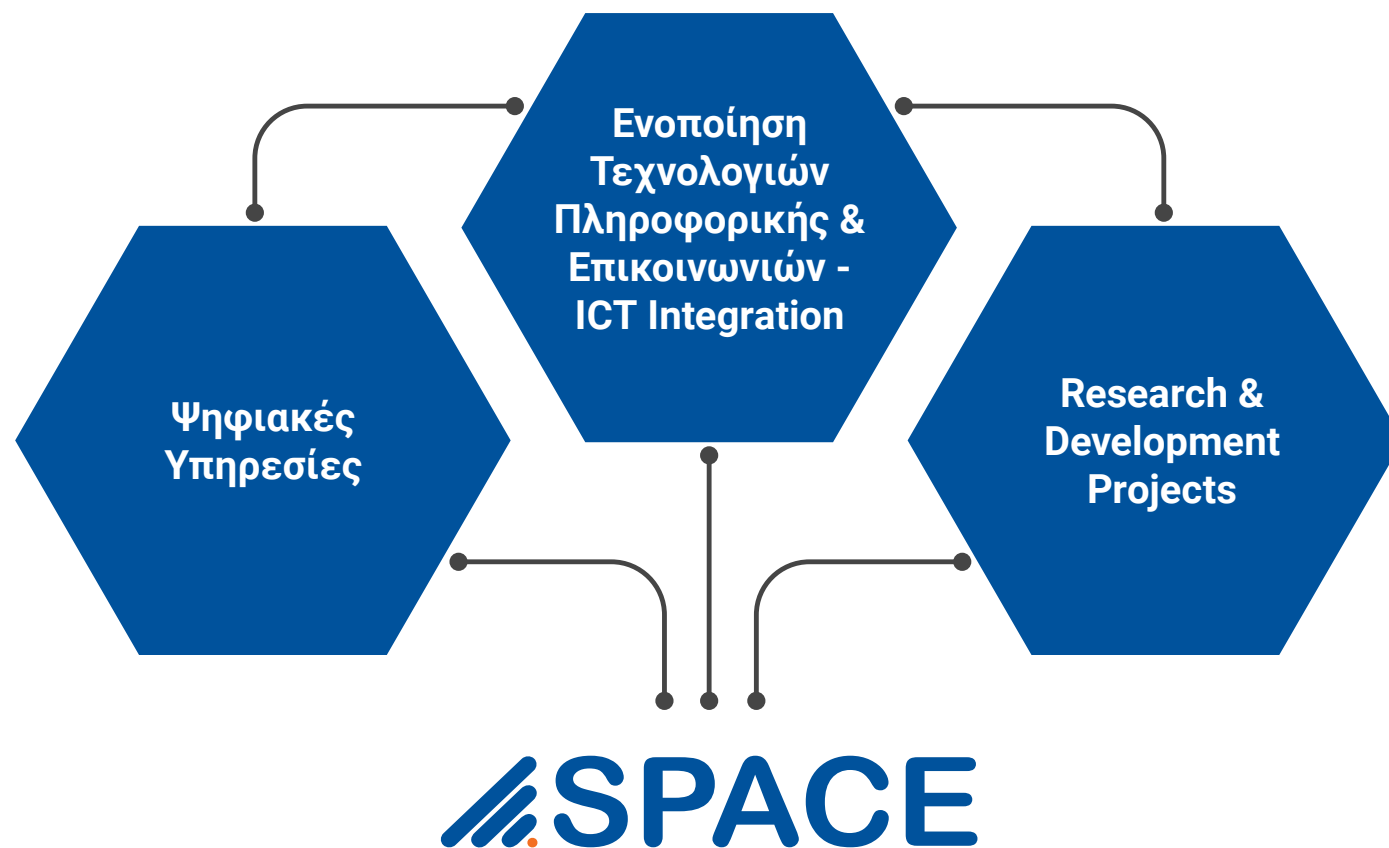 Ενοποίηση
Τεχνολογιών
Πληροφορικής &
Επικοινωνιών -
ICT Integration
Ψηφιακές
Υπηρεσίες
Research &
Development
Projects
SPACE